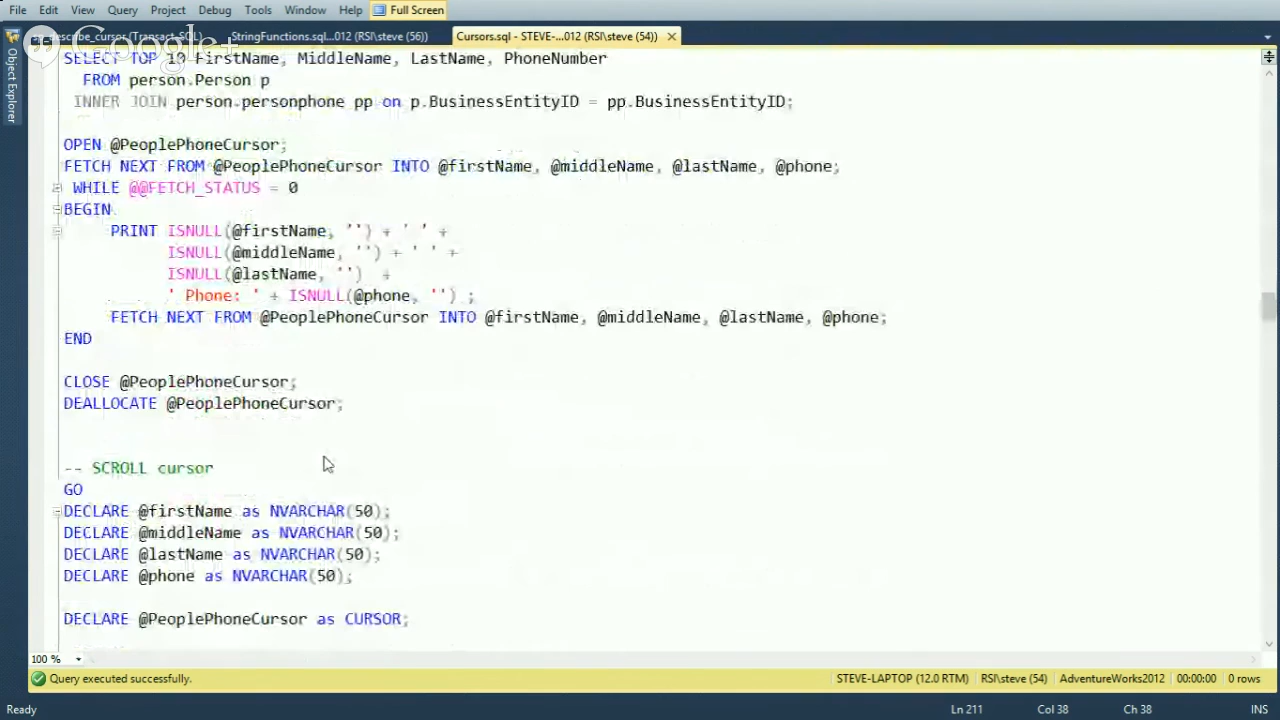 File Edit View Query Project Debug Tools Window Help Full Screen
sp_describe_cursor (Transact-SQL) StringFunctions.sql...012 (RSI\steve (56)) Cursors.sql - STEVE-...012 (RSI\steve (54))
Google+
Object Explorer
SELECT TOP 10 FirstName, MiddleName, LastName, PhoneNumber
FROM person.Person p
INNER JOIN person.personphone pp on p.BusinessEntityID = pp.BusinessEntityID;
OPEN @PeoplePhoneCursor;
FETCH NEXT FROM @PeoplePhoneCursor INTO @firstName, @middleName, @lastName, @phone;
WHILE @@FETCH_STATUS = 0
BEGIN
PRINT ISNULL(@firstName, '') + ' ' +
ISNULL(@middleName, '') + ' ' +
ISNULL(@lastName, '') +
' Phone: ' + ISNULL(@phone, '') ;
FETCH NEXT FROM @PeoplePhoneCursor INTO @firstName, @middleName, @lastName, @phone;
END
CLOSE @PeoplePhoneCursor;
DEALLOCATE @PeoplePhoneCursor;
-- SCROLL cursor
GO
DECLARE @firstName as NVARCHAR(50);
DECLARE @middleName as NVARCHAR(50);
DECLARE @lastName as NVARCHAR(50);
DECLARE @phone as NVARCHAR(50);
DECLARE @PeoplePhoneCursor as CURSOR;
100 %
Query executed successfully. STEVE-LAPTOP (12.0 RTM) RSI\steve (54) AdventureWorks2012 00:00:00 0 rows
Ready Ln 211 Col 38 Ch 38 INS